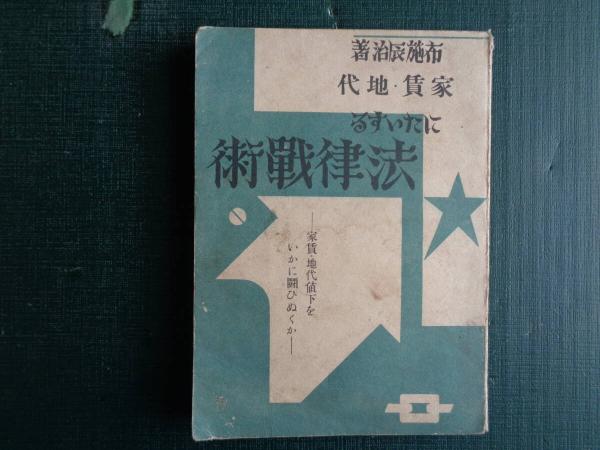 布施辰治著
家賃・地代
にたいする
法律戦術
―家賃・地代値下を
いかに闘ひぬくか―